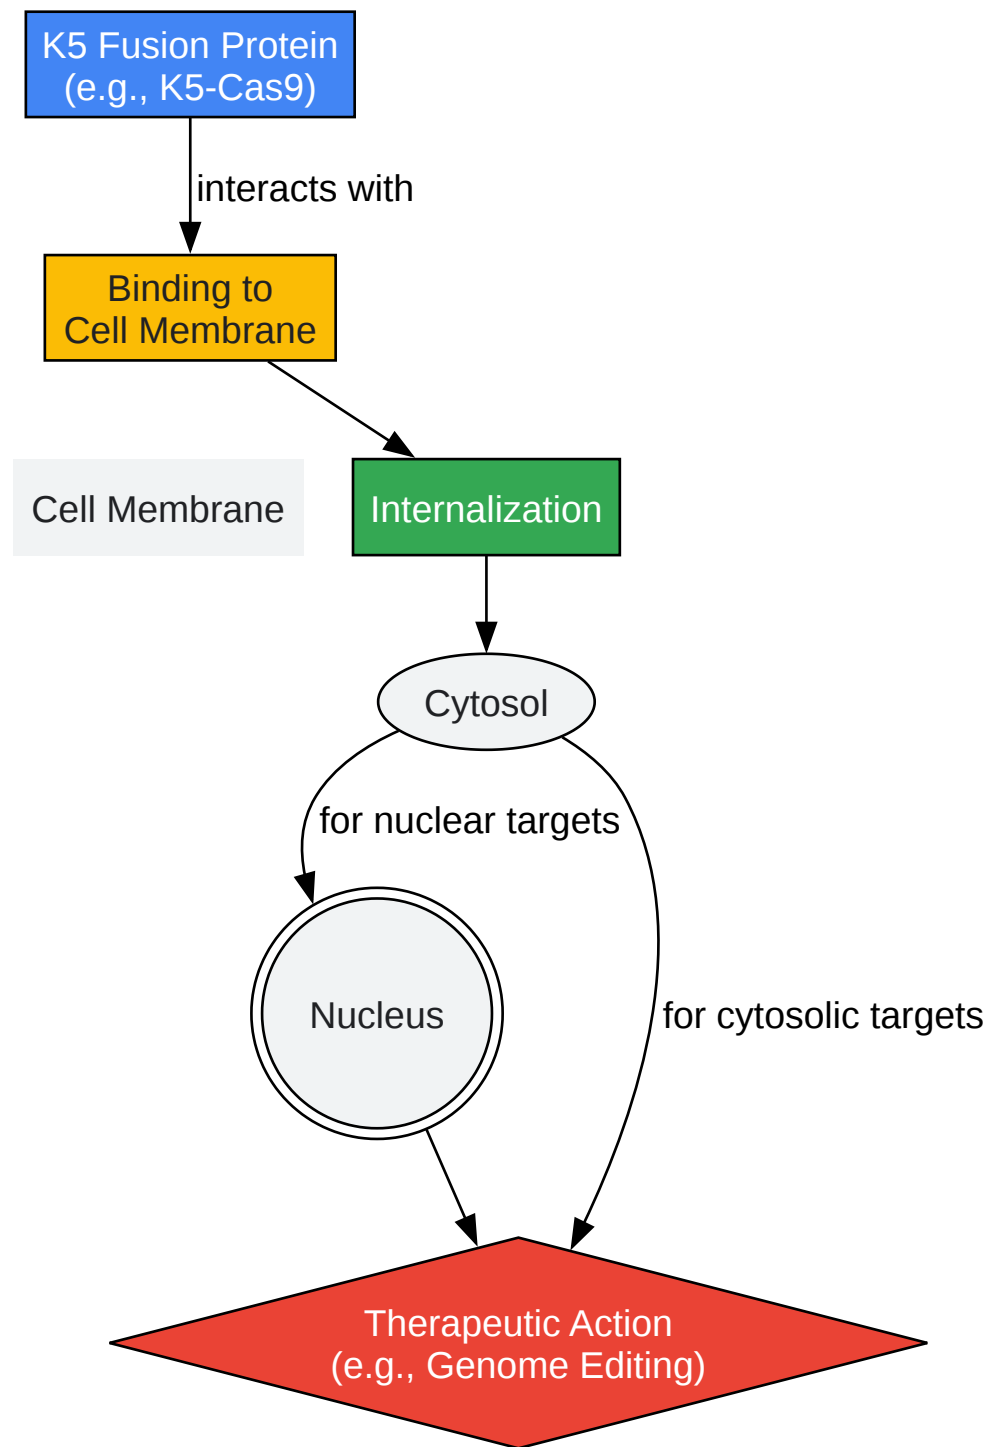 K5 Fusion Protein
(e.g., K5-Cas9)
interacts with
Binding to
Cell Membrane
Cell Membrane
Internalization
Cytosol
for nuclear targets
Nucleus
for cytosolic targets
Therapeutic Action
(e.g., Genome Editing)